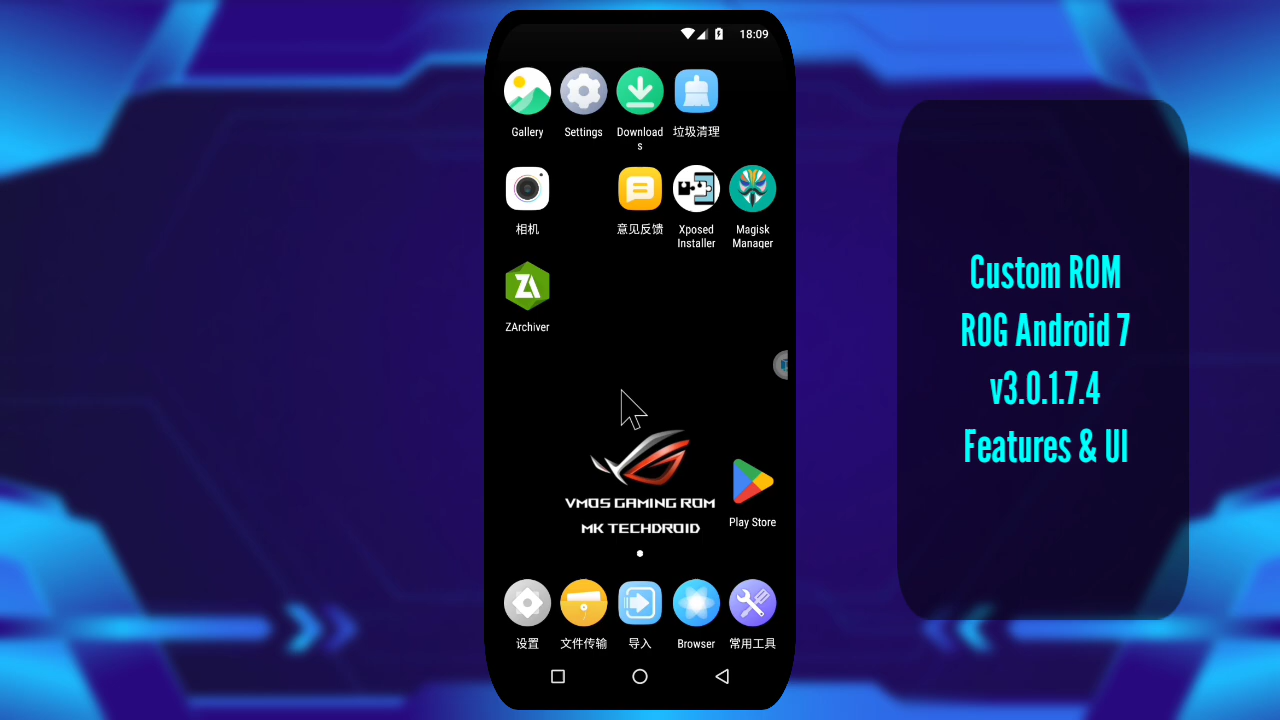 18:09
Gallery
Settings
Download
s
垃圾清理
相机
意见反馈
Xposed
Installer
Magisk
Manager
ZArchiver
VMOS GAMING ROM
MK TECHDROID
Play Store
设置
文件传输
导入
Browser
常用工具
Custom ROM
ROG Android 7
v3.0.1.7.4
Features & UI